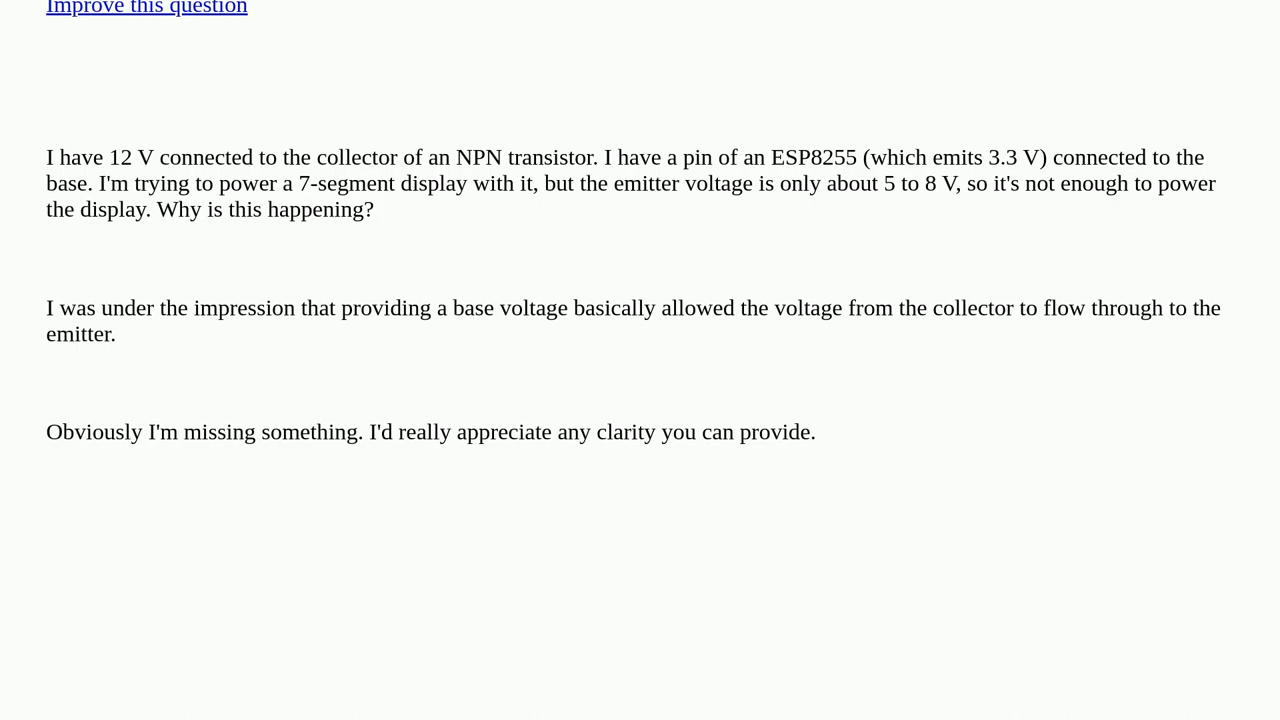 Improve this question
I have 12 V connected to the collector of an NPN transistor. I have a pin of an ESP8255 (which emits 3.3 V) connected to the
base. I'm trying to power a 7-segment display with it, but the emitter voltage is only about 5 to 8 V, so it's not enough to power
the display. Why is this happening?
I was under the impression that providing a base voltage basically allowed the voltage from the collector to flow through to the
emitter.
Obviously I'm missing something. I'd really appreciate any clarity you can provide.